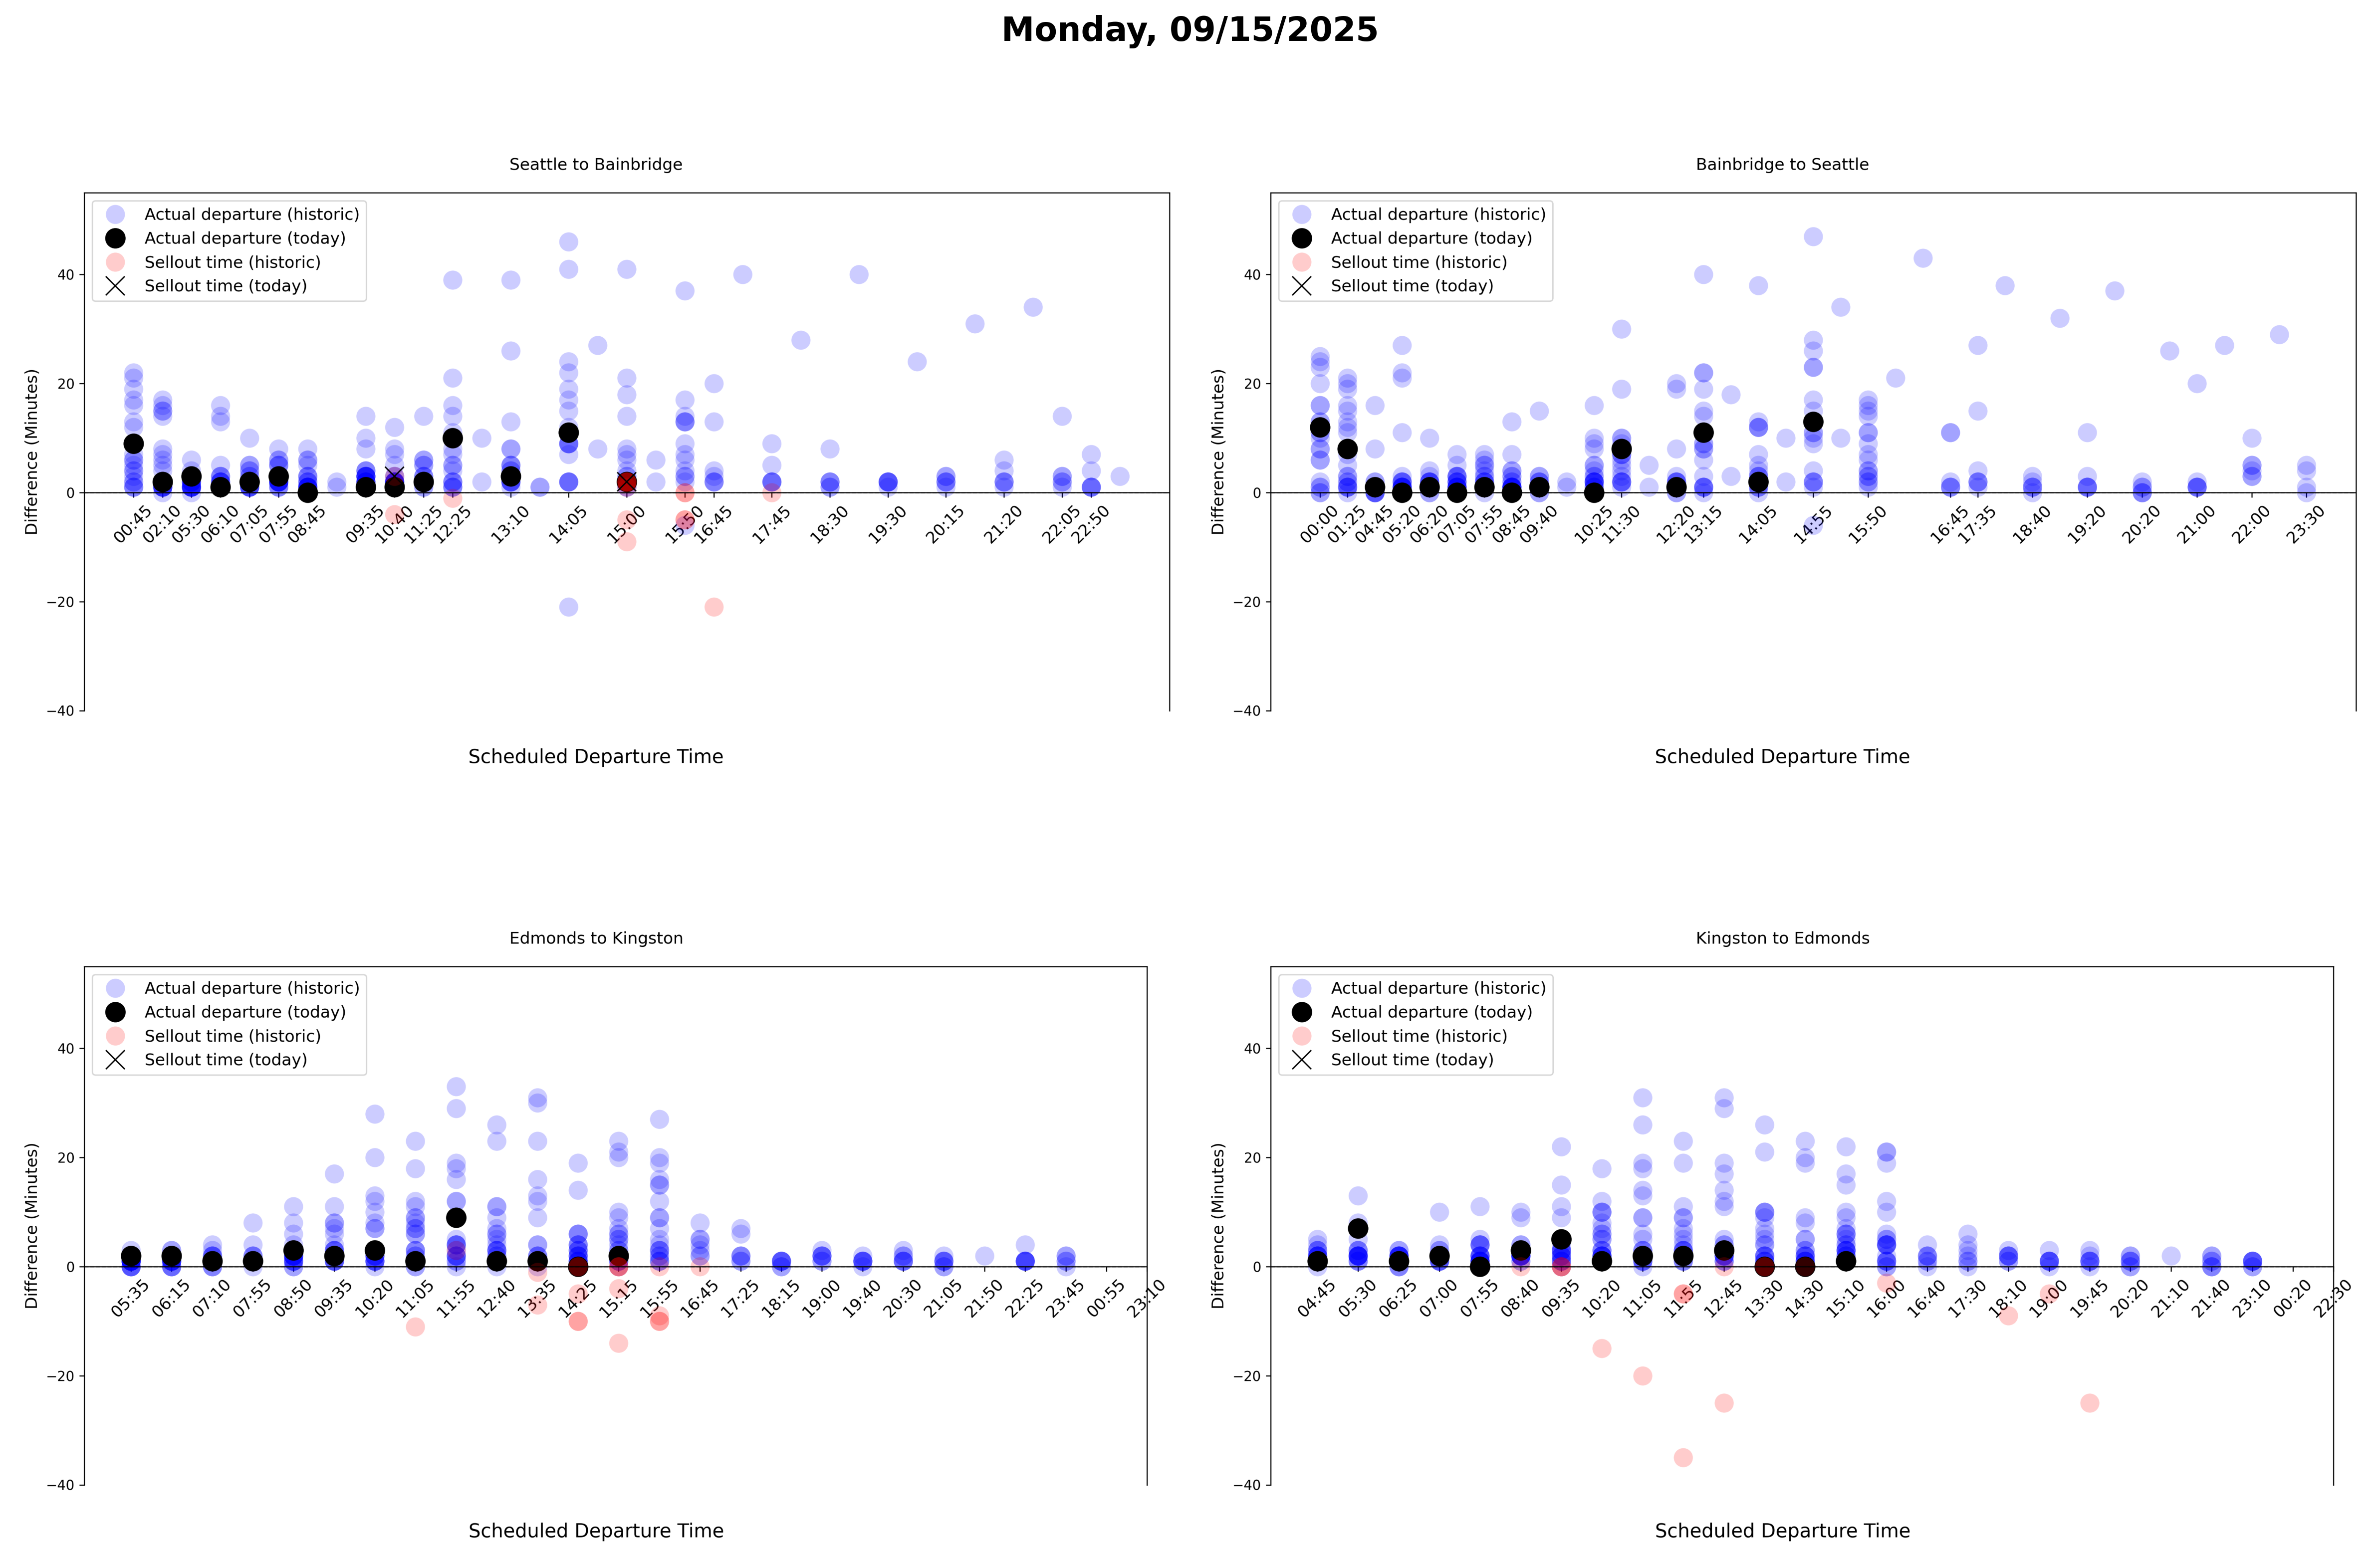 Monday, 09/15/2025
Seattle to Bainbridge
Actual departure (historic)
Actual departure (today)
Sellout time (historic)
Sellout time (today)
Difference (Minutes)
40
20
0
−20
−40
00:45 02:10 05:30 06:10 07:05 07:55 08:45 09:35 10:40 11:25 12:25 13:10 14:05 15:00 15:50 16:45 17:45 18:30 19:30 20:15 21:20 22:05 22:50
Scheduled Departure Time
Bainbridge to Seattle
Actual departure (historic)
Actual departure (today)
Sellout time (historic)
Sellout time (today)
Difference (Minutes)
40
20
0
−20
−40
00:00 01:25 04:45 05:20 06:20 07:05 07:55 08:45 09:40 10:25 11:30 12:20 13:15 14:05 14:55 15:50 16:45 17:35 18:40 19:20 20:20 21:00 22:00 23:30
Scheduled Departure Time
Edmonds to Kingston
Actual departure (historic)
Actual departure (today)
Sellout time (historic)
Sellout time (today)
Difference (Minutes)
40
20
0
−20
−40
05:35 06:15 07:10 07:55 08:50 09:35 10:20 11:05 11:55 12:40 13:35 14:25 15:15 15:55 16:45 17:25 18:15 19:00 19:40 20:30 21:05 21:50 22:25 23:45 00:55 23:10
Scheduled Departure Time
Kingston to Edmonds
Actual departure (historic)
Actual departure (today)
Sellout time (historic)
Sellout time (today)
Difference (Minutes)
40
20
0
−20
−40
04:45 05:30 06:25 07:00 07:55 08:40 09:35 10:20 11:05 11:55 12:45 13:30 14:30 15:10 16:00 16:40 17:30 18:10 19:00 19:45 20:20 21:10 21:40 23:10 00:20 22:30
Scheduled Departure Time